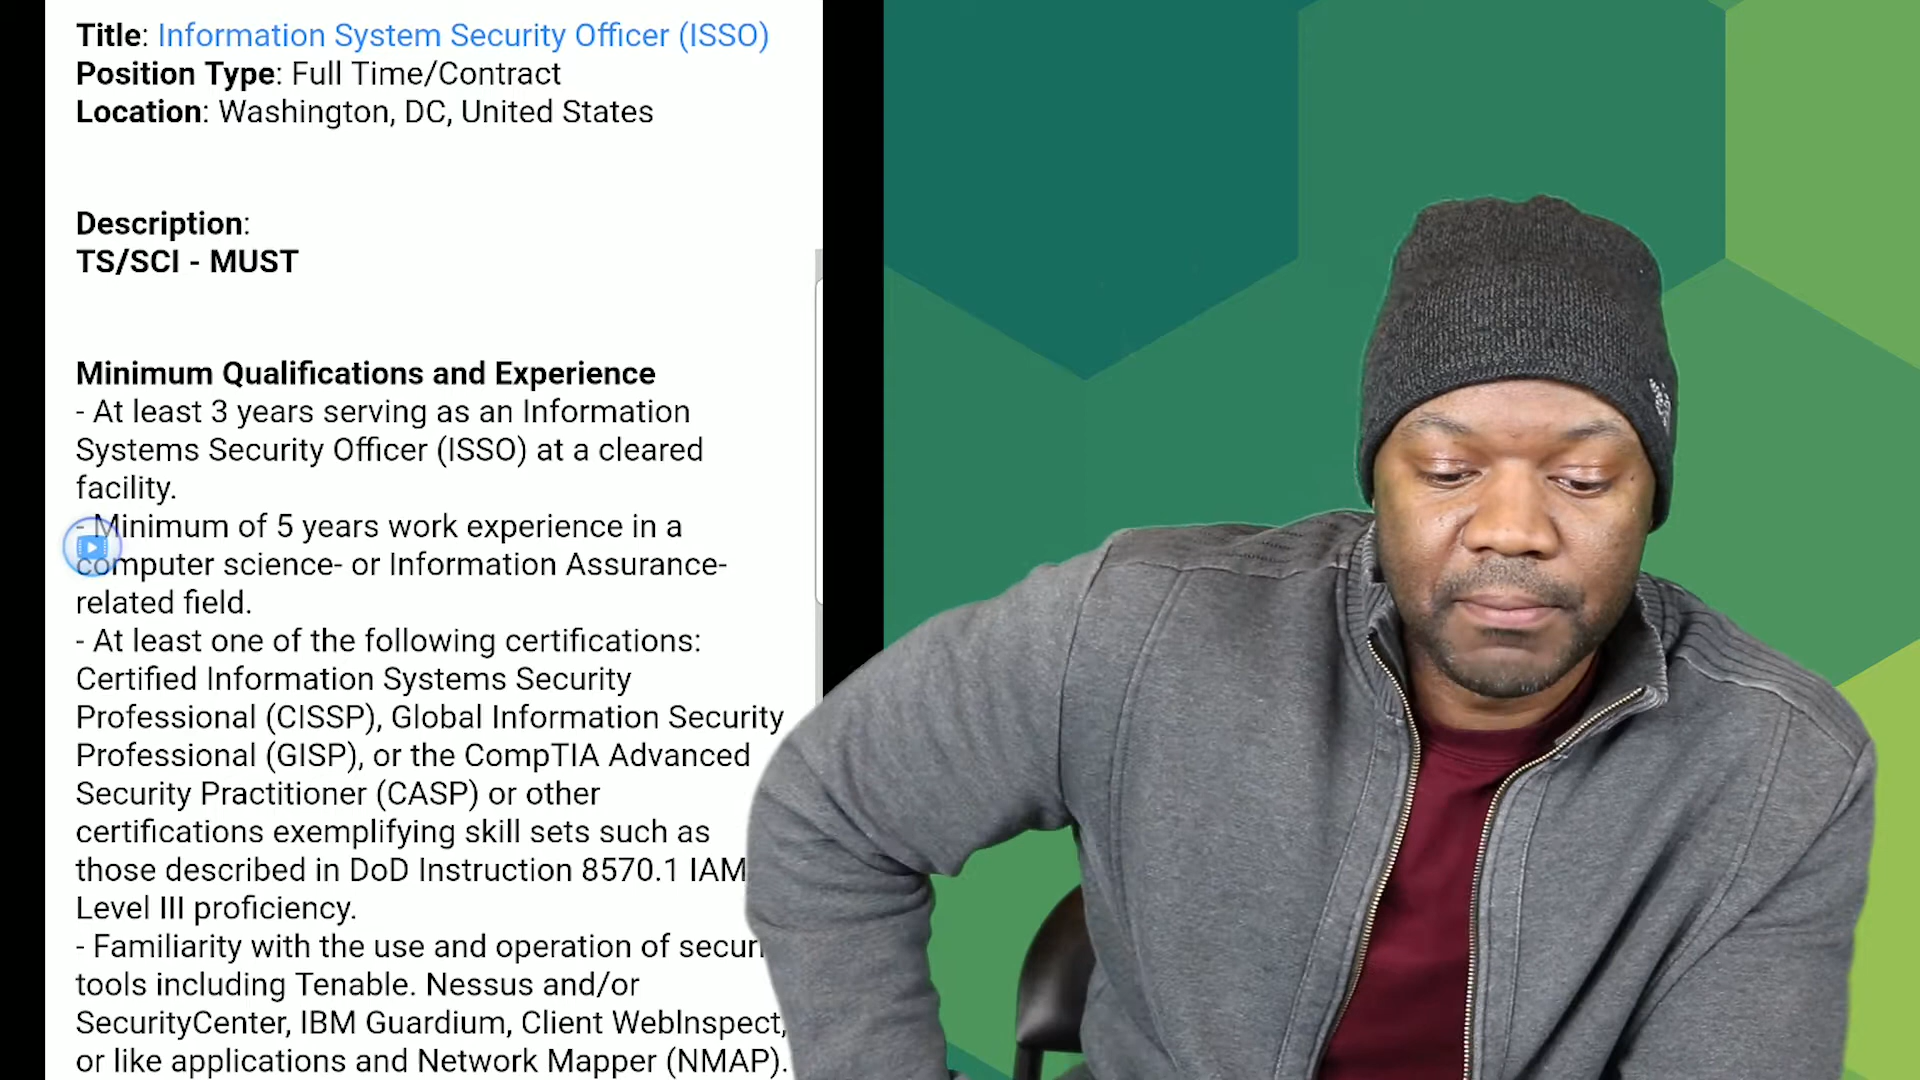 Title: Information System Security Officer (ISSO)
Position Type: Full Time/Contract
Location: Washington, DC, United States
Description:
TS/SCI - MUST
Minimum Qualifications and Experience
- At least 3 years serving as an Information
Systems Security Officer (ISSO) at a cleared
facility.
- Minimum of 5 years work experience in a
computer science- or Information Assurance-
related field.
- At least one of the following certifications:
Certified Information Systems Security
Professional (CISSP), Global Information Security
Professional (GISP), or the CompTIA Advanced
Security Practitioner (CASP) or other
certifications exemplifying skill sets such as
those described in DoD Instruction 8570.1 IAM
Level III proficiency.
- Familiarity with the use and operation of
tools including Tenable. Nessus and/or
SecurityCenter, IBM Guardium, Client WebInspect,
or like applications and Network Mapper (NMAP).